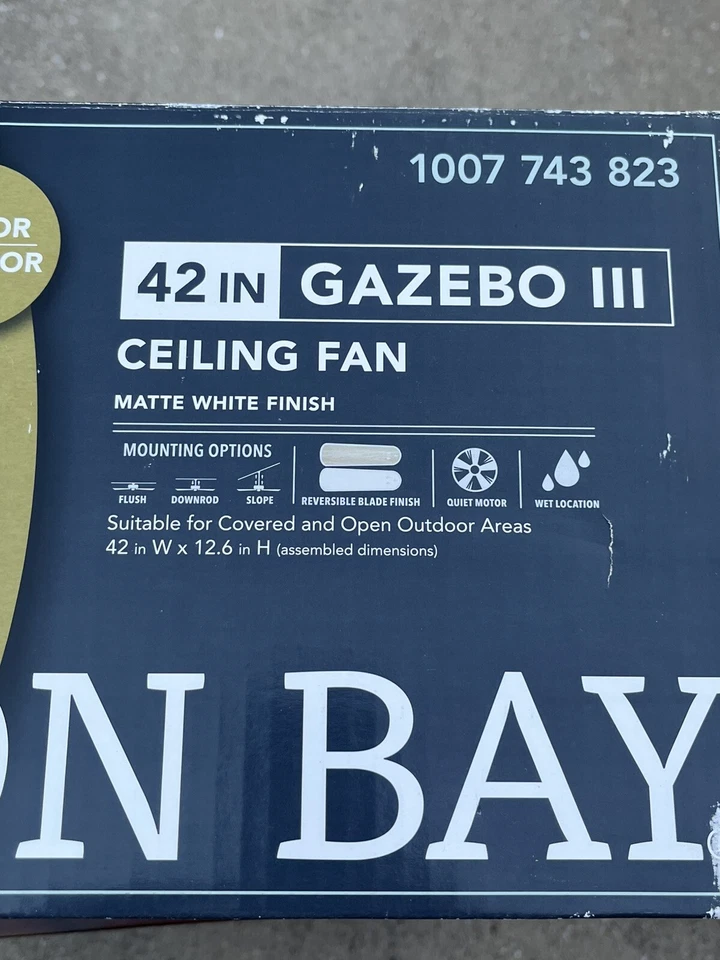 1007 743 823
OR
OR
42 IN GAZEBO III
CEILING FAN
MATTE WHITE FINISH
MOUNTING OPTIONS
FLUSH DOWNROD SLOPE REVERSIBLE BLADE FINISH QUIET MOTOR WET LOCATION
Suitable for Covered and Open Outdoor Areas
42 in W x 12.6 in H (assembled dimensions)
ON BAY